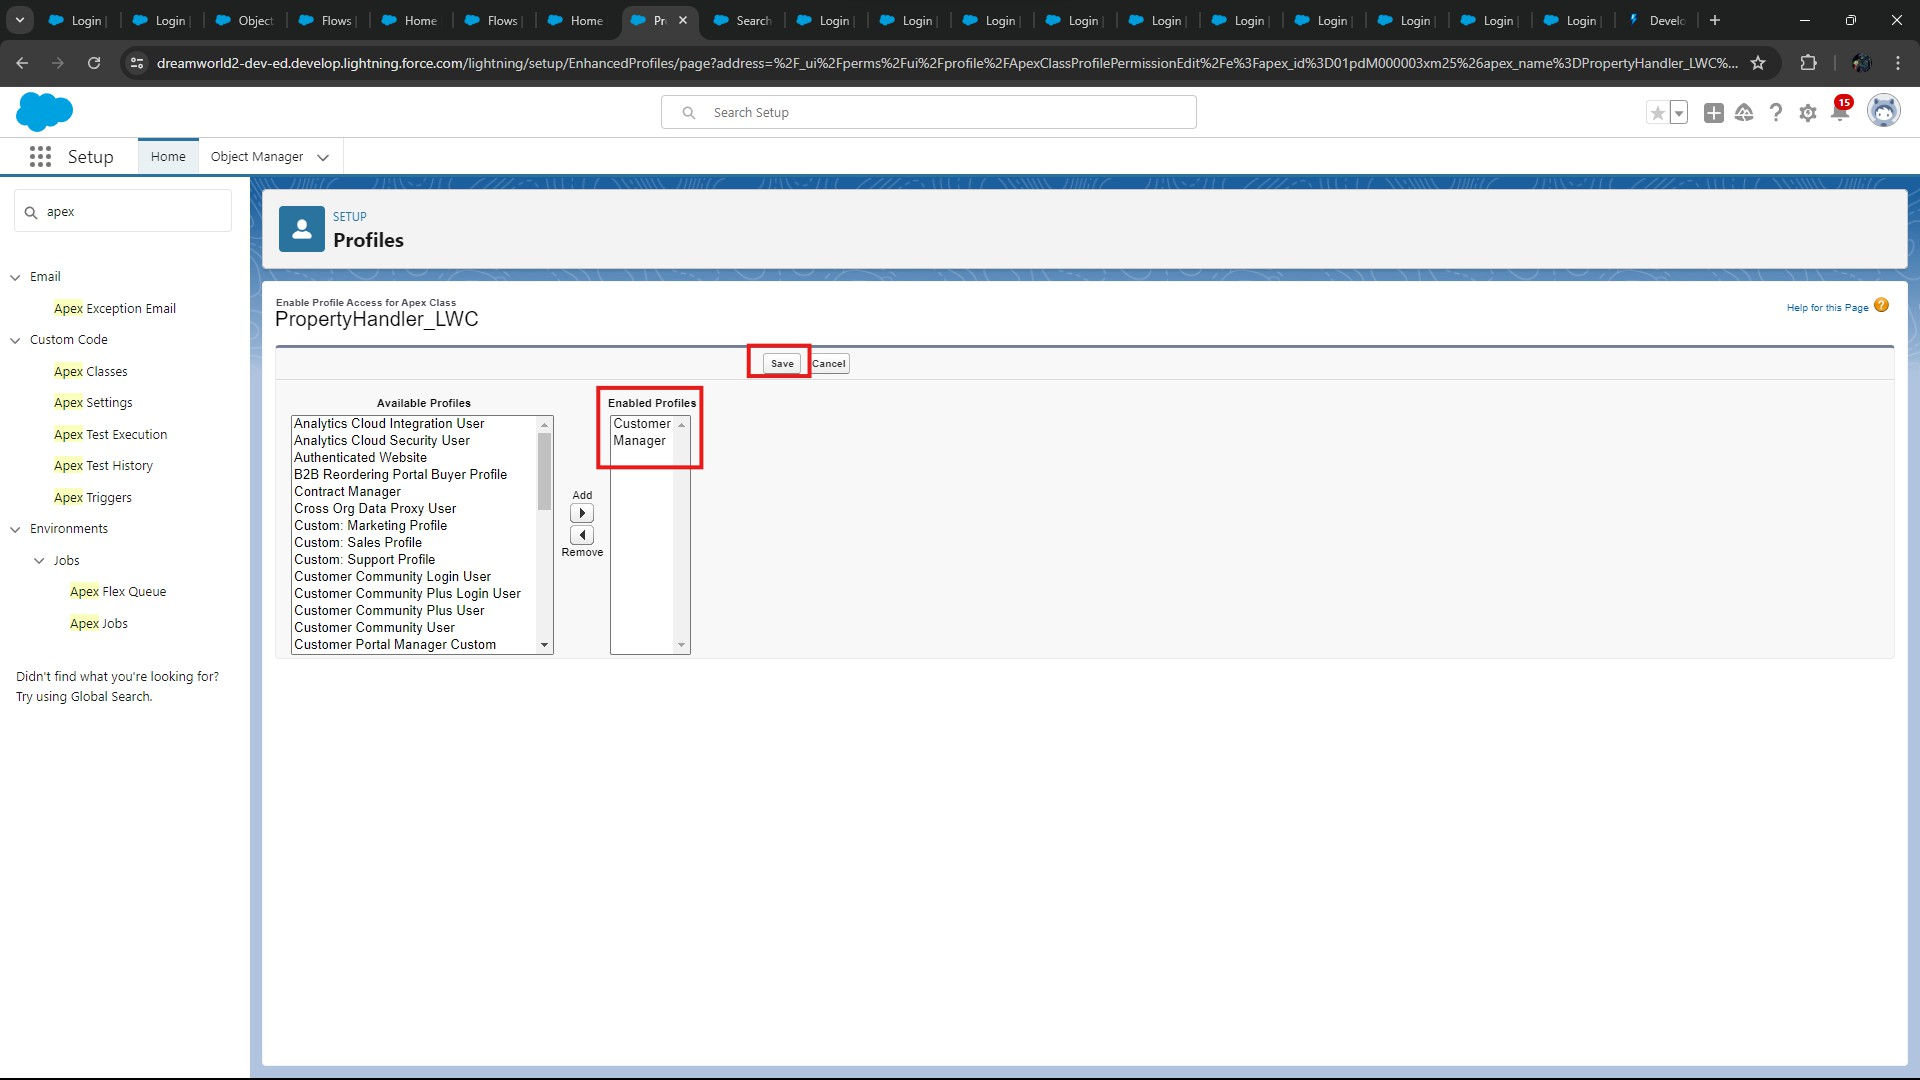 Login
Login
Object
Flows
Home
Flows
Home
Pr
Search
Login
Login
Login
Login
Login
Login
Login
Login
Login
Login
Develo
dreamworld2-dev-ed.develop.lightning.force.com/lightning/setup/EnhancedProfiles/page?address=%2F_ui%2Fperms%2Fui%2Fprofile%2FApexClassProfilePermissionEdit%2Fe%3Fapex_id%3D01pdM000003xm25%26apex_name%3DPropertyHandler_LWC%...
Search Setup
15
Setup
Home
Object Manager
apex
Email
Apex Exception Email
Custom Code
Apex Classes
Apex Settings
Apex Test Execution
Apex Test History
Apex Triggers
Environments
Jobs
Apex Flex Queue
Apex Jobs
Didn't find what you're looking for?
Try using Global Search.
SETUP
Profiles
Enable Profile Access for Apex Class
PropertyHandler_LWC
Help for this Page
Save
Cancel
Available Profiles
Analytics Cloud Integration User
Analytics Cloud Security User
Authenticated Website
B2B Reordering Portal Buyer Profile
Contract Manager
Cross Org Data Proxy User
Custom: Marketing Profile
Custom: Sales Profile
Custom: Support Profile
Customer Community Login User
Customer Community Plus Login User
Customer Community Plus User
Customer Community User
Customer Portal Manager Custom
Add
Remove
Enabled Profiles
Customer
Manager